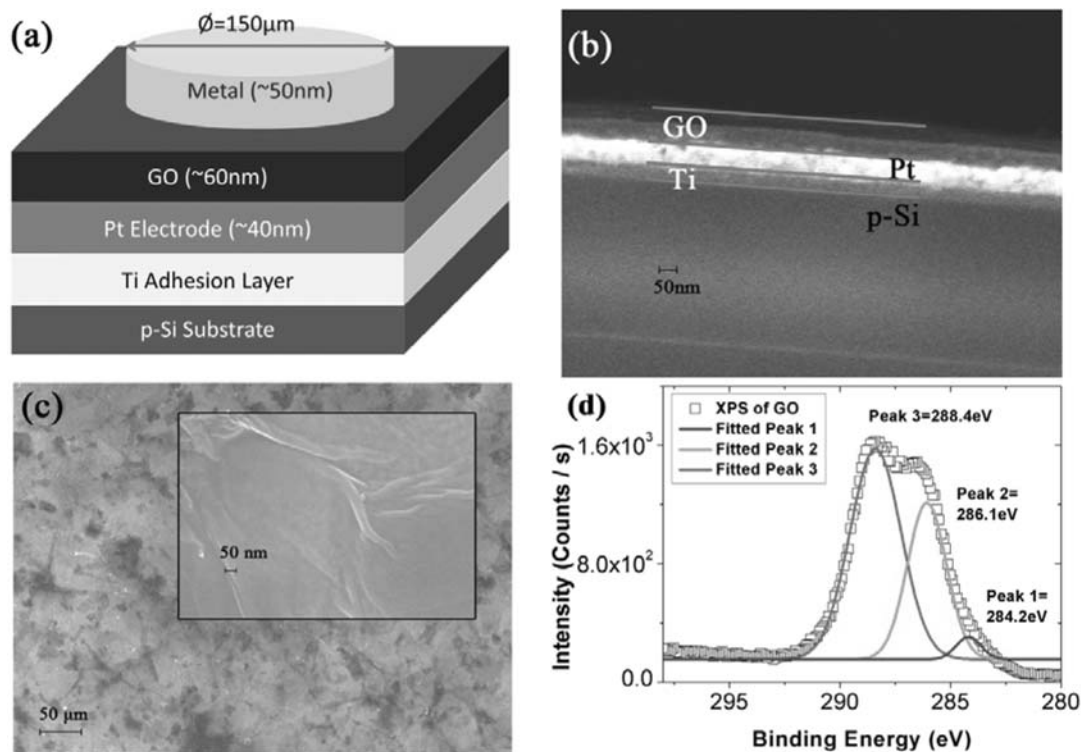 (a)
Ø=150μm
Metal (~50nm)
GO (~60nm)
Pt Electrode (~40nm)
Ti Adhesion Layer
p-Si Substrate
(b)
GO
Pt
Ti
p-Si
50nm
(c)
50 nm
50 μm
(d)
XPS of GO
Fitted Peak 1
Fitted Peak 2
Fitted Peak 3
Peak 3=288.4eV
Peak 2=
286.1eV
Peak 1=
284.2eV
1.6x10³
8.0x10²
0.0
Intensity (Counts / s)
295 290 285 280
Binding Energy (eV)